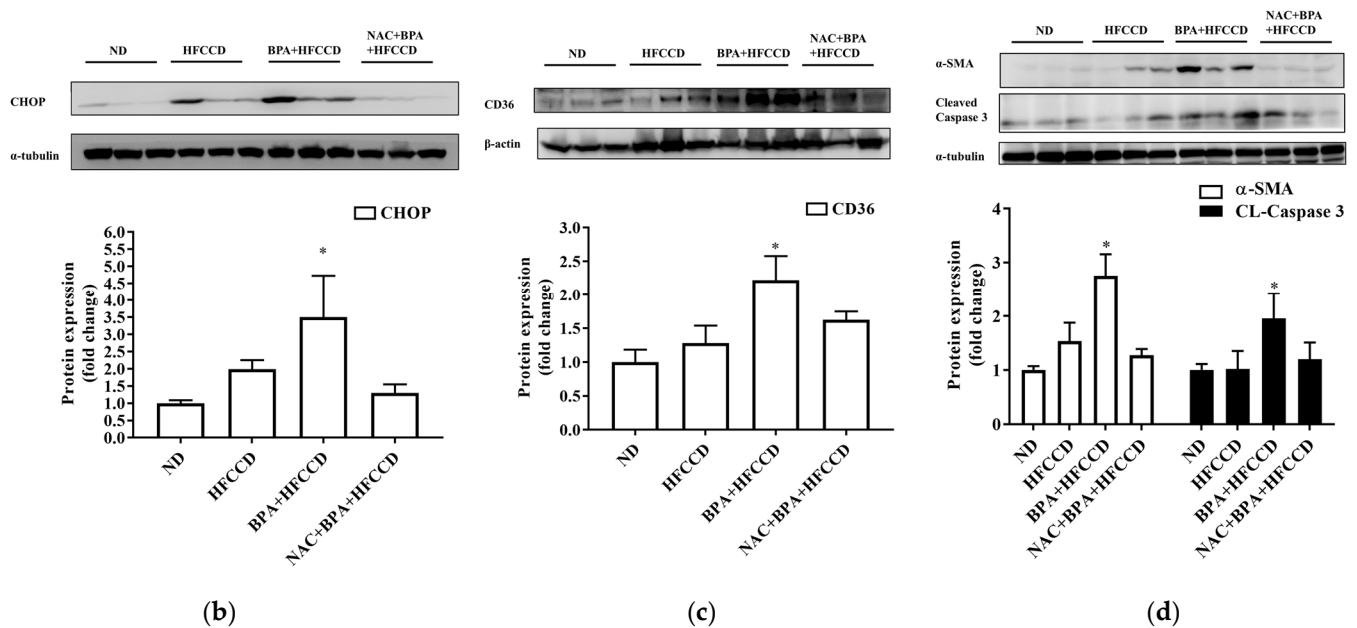 ND HFCCD BPA+HFCCD NAC+BPA
+HFCCD
CHOP
α-tubulin
CHOP
Protein expression
(fold change)
6.0
5.5
5.0
4.5
4.0
3.5
3.0
2.5
2.0
1.5
1.0
0.5
0.0
*
ND HFCCD BPA+HFCCD NAC+BPA+HFCCD
(b)
ND HFCCD BPA+HFCCD NAC+BPA
+HFCCD
CD36
β-actin
CD36
Protein expression
(fold change)
3.0
2.5
2.0
1.5
1.0
0.5
0.0
*
ND HFCCD BPA+HFCCD NAC+BPA+HFCCD
(c)
ND HFCCD BPA+HFCCD NAC+BPA
+HFCCD
α-SMA
Cleaved
Caspase 3
α-tubulin
α-SMA
CL-Caspase 3
Protein expression
(fold change)
4
3
2
1
0
* *
ND HFCCD BPA+HFCCD NAC+BPA+HFCCD ND HFCCD BPA+HFCCD NAC+BPA+HFCCD
(d)